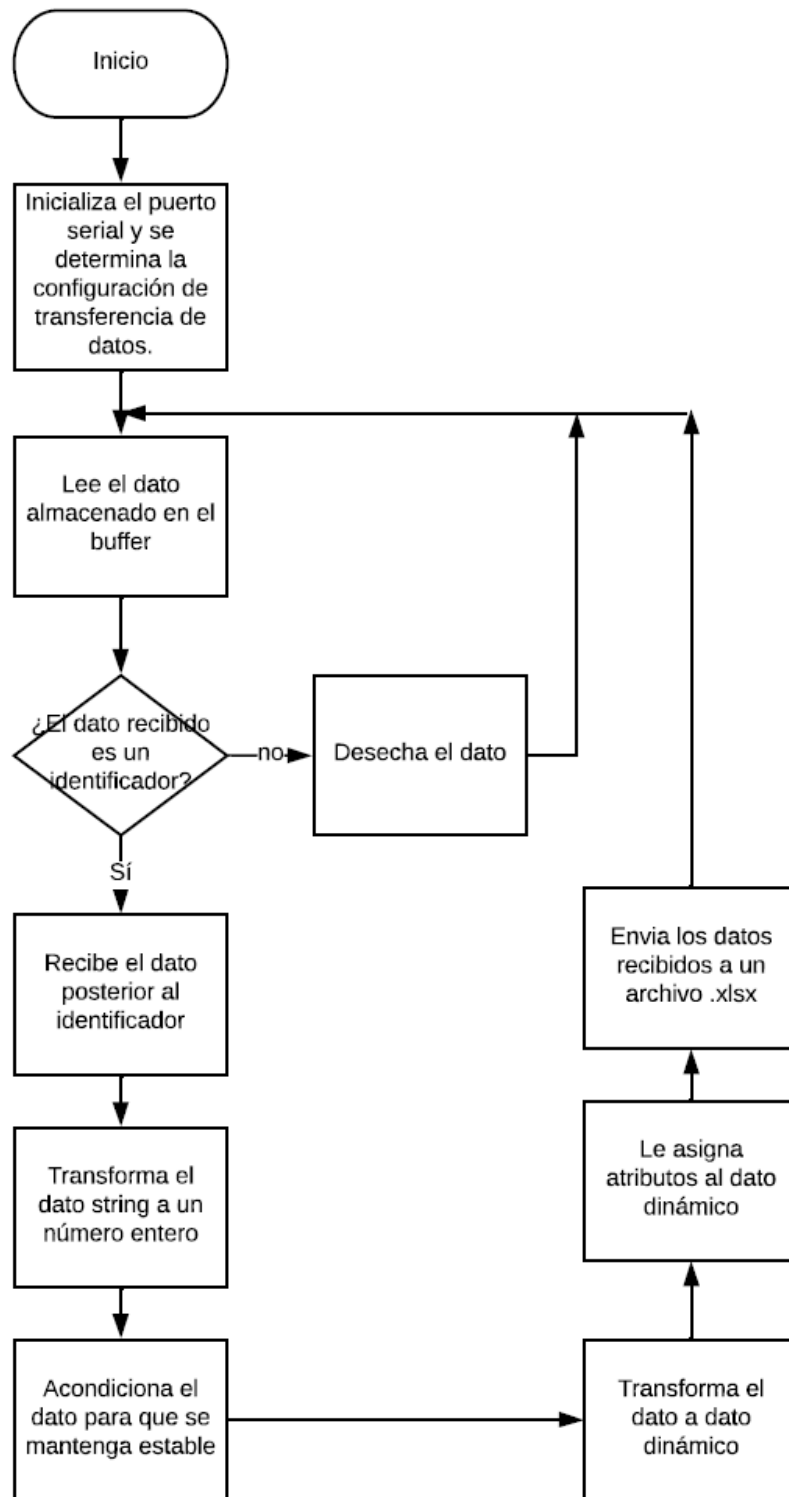 Inicio
Inicializa el puerto
serial y se
determina la
configuración de
transferencia de
datos.
Lee el dato
almacenado en el
buffer
¿El dato recibido
es un
identificador?
no
Desecha el dato
Sí
Recibe el dato
posterior al
identificador
Transforma el
dato string a un
número entero
Acondiciona el
dato para que se
mantenga estable
Transforma el
dato a dato
dinámico
Le asigna
atributos al dato
dinámico
Envia los datos
recibidos a un
archivo .xlsx